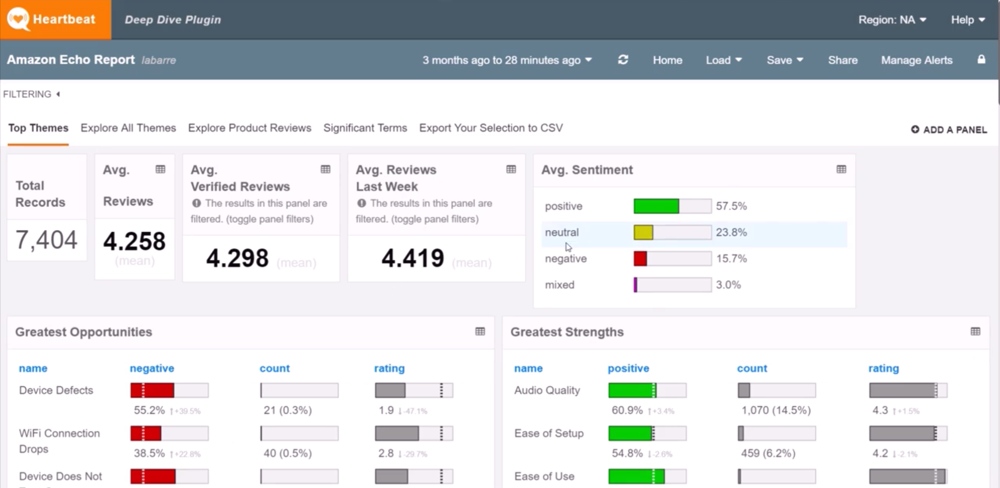 Heartbeat
Deep Dive Plugin
Region: NA
Help
Amazon Echo Report labarre
3 months ago to 28 minutes ago
Home
Load
Save
Share
Manage Alerts
FILTERING
Top Themes
Explore All Themes
Explore Product Reviews
Significant Terms
Export Your Selection to CSV
ADD A PANEL
Total
Records
7,404
Avg.
Reviews
4.258
(mean)
Avg.
Verified Reviews
The results in this panel are
filtered. (toggle panel filters)
4.298 (mean)
Avg. Reviews
Last Week
The results in this panel are
filtered. (toggle panel filters)
4.419 (mean)
Avg. Sentiment
positive 57.5%
neutral 23.8%
negative 15.7%
mixed 3.0%
Greatest Opportunities
name negative count rating
Device Defects
55.2% ↑+39.5% 21 (0.3%) 1.9 ↓-47.1%
WiFi Connection
Drops
38.5% ↑+22.8% 40 (0.5%) 2.8 ↓-29.7%
Device Does Not
Greatest Strengths
name positive count rating
Audio Quality
60.9% ↑+3.4% 1,070 (14.5%) 4.3 ↑+1.5%
Ease of Setup
54.8% ↓-2.6% 459 (6.2%) 4.2 ↓-2.1%
Ease of Use